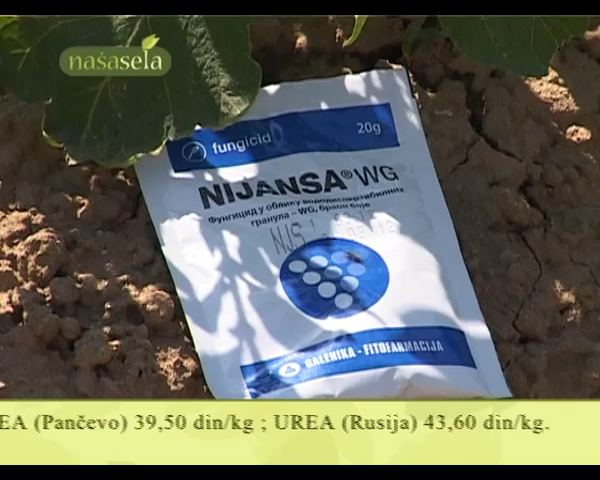 našasela
fungicid 20g
NIJANSA® WG
Фунгицид у облику вододисперзибилних
гранула – WG, браон боје
NJS
GALENIKA - FITOFARMACIJA
EA (Pančevo) 39,50 din/kg ; UREA (Rusija) 43,60 din/kg.